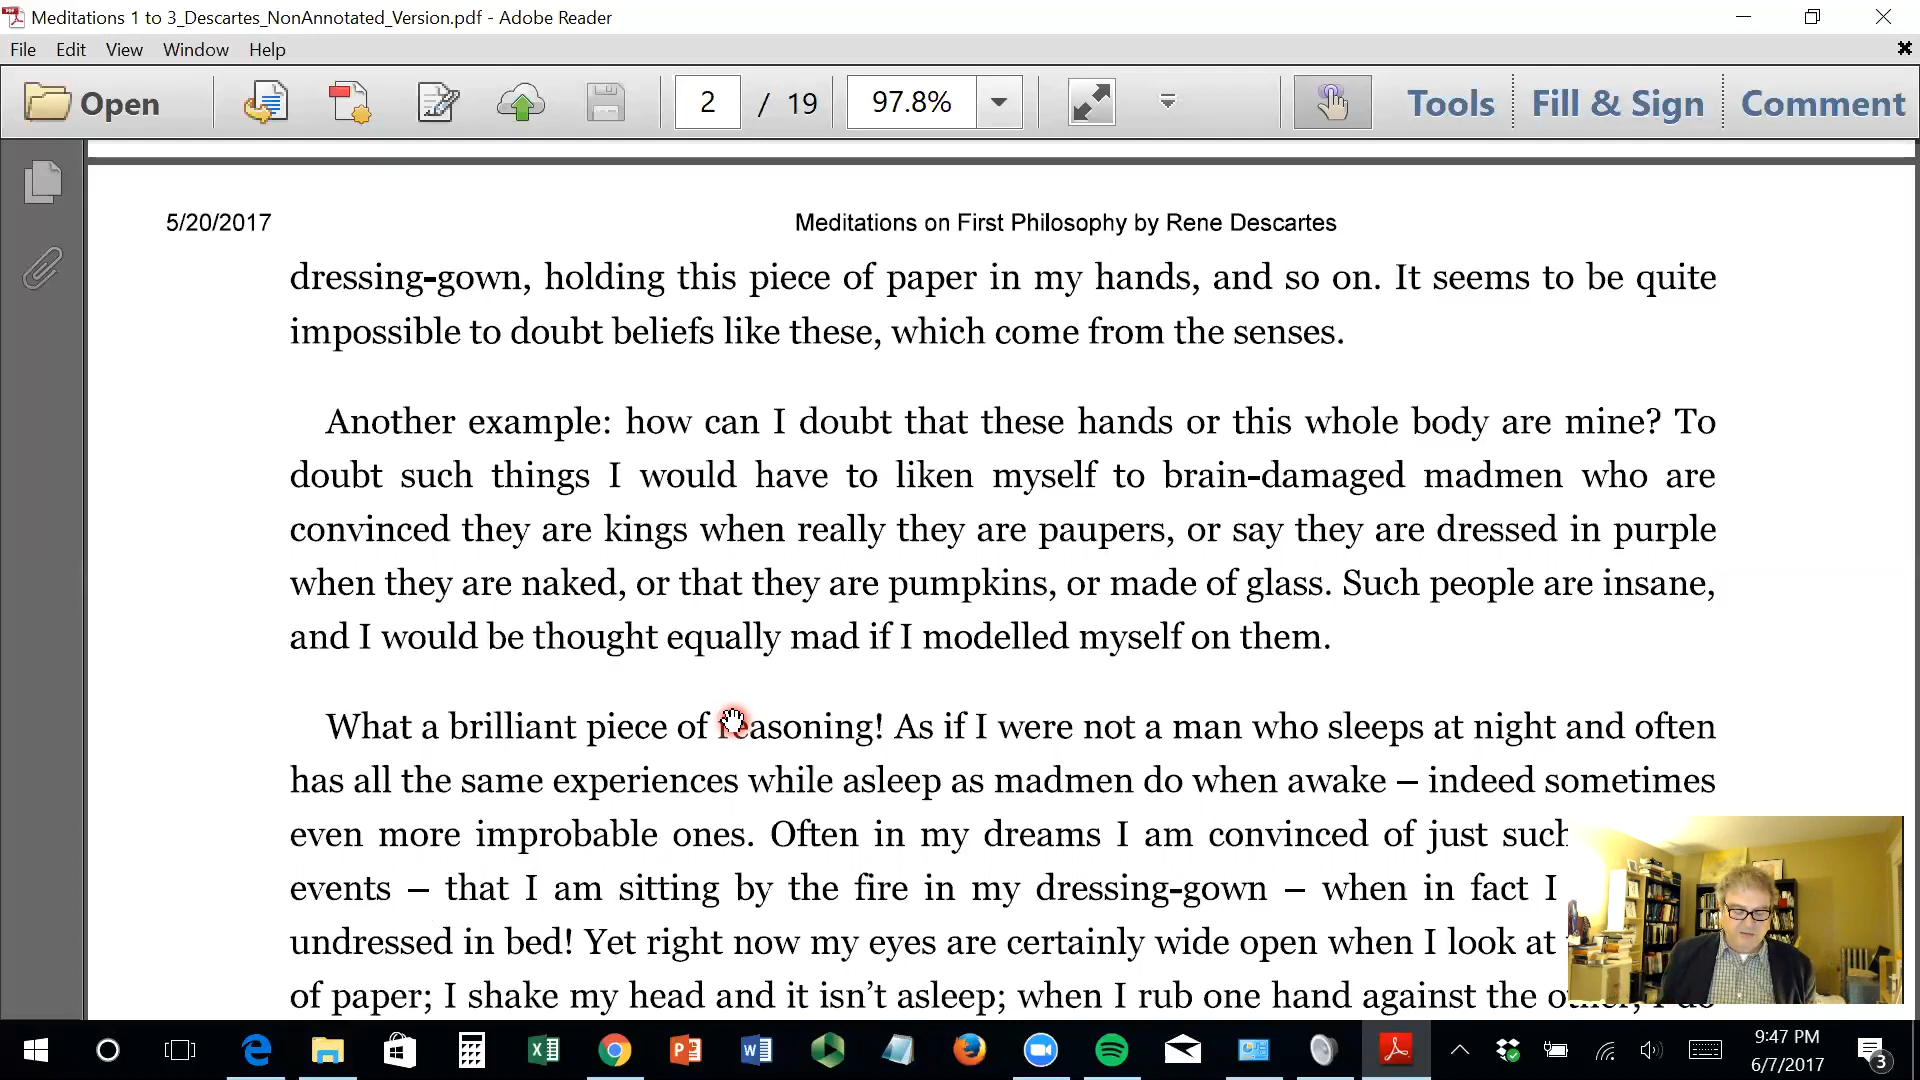 Meditations 1 to 3_Descartes_NonAnnotated_Version.pdf - Adobe Reader
File Edit View Window Help
Open 2 / 19 97.8% Tools Fill & Sign Comment
5/20/2017 Meditations on First Philosophy by Rene Descartes
dressing-gown, holding this piece of paper in my hands, and so on. It seems to be quite
impossible to doubt beliefs like these, which come from the senses.
Another example: how can I doubt that these hands or this whole body are mine? To
doubt such things I would have to liken myself to brain-damaged madmen who are
convinced they are kings when really they are paupers, or say they are dressed in purple
when they are naked, or that they are pumpkins, or made of glass. Such people are insane,
and I would be thought equally mad if I modelled myself on them.
What a brilliant piece of reasoning! As if I were not a man who sleeps at night and often
has all the same experiences while asleep as madmen do when awake – indeed sometimes
even more improbable ones. Often in my dreams I am convinced of just such
events – that I am sitting by the fire in my dressing-gown – when in fact I
undressed in bed! Yet right now my eyes are certainly wide open when I look at
of paper; I shake my head and it isn't asleep; when I rub one hand against the
9:47 PM
6/7/2017
3